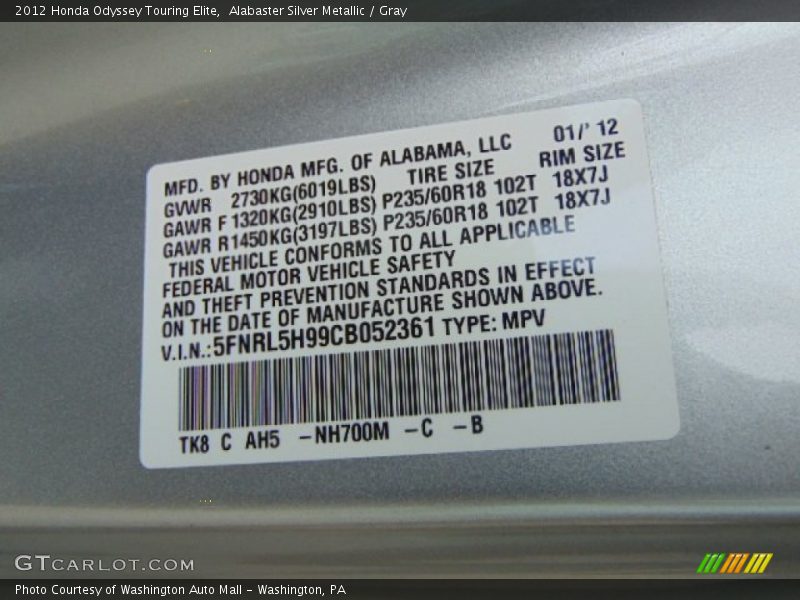 2012 Honda Odyssey Touring Elite,  Alabaster Silver Metallic / Gray
MFD. BY HONDA MFG. OF ALABAMA, LLC 01/' 12
GVWR 2730KG(6019LBS) TIRE SIZE RIM SIZE
GAWR F 1320KG(2910LBS) P235/60R18 102T 18X7J
GAWR R1450KG(3197LBS) P235/60R18 102T 18X7J
THIS VEHICLE CONFORMS TO ALL APPLICABLE
FEDERAL MOTOR VEHICLE SAFETY
AND THEFT PREVENTION STANDARDS IN EFFECT
ON THE DATE OF MANUFACTURE SHOWN ABOVE.
V.I.N.:5FNRL5H99CB052361 TYPE: MPV
TK8 C AH5 –NH700M –C –B
GTCARLOT.COM
Photo Courtesy of Washington Auto Mall – Washington, PA